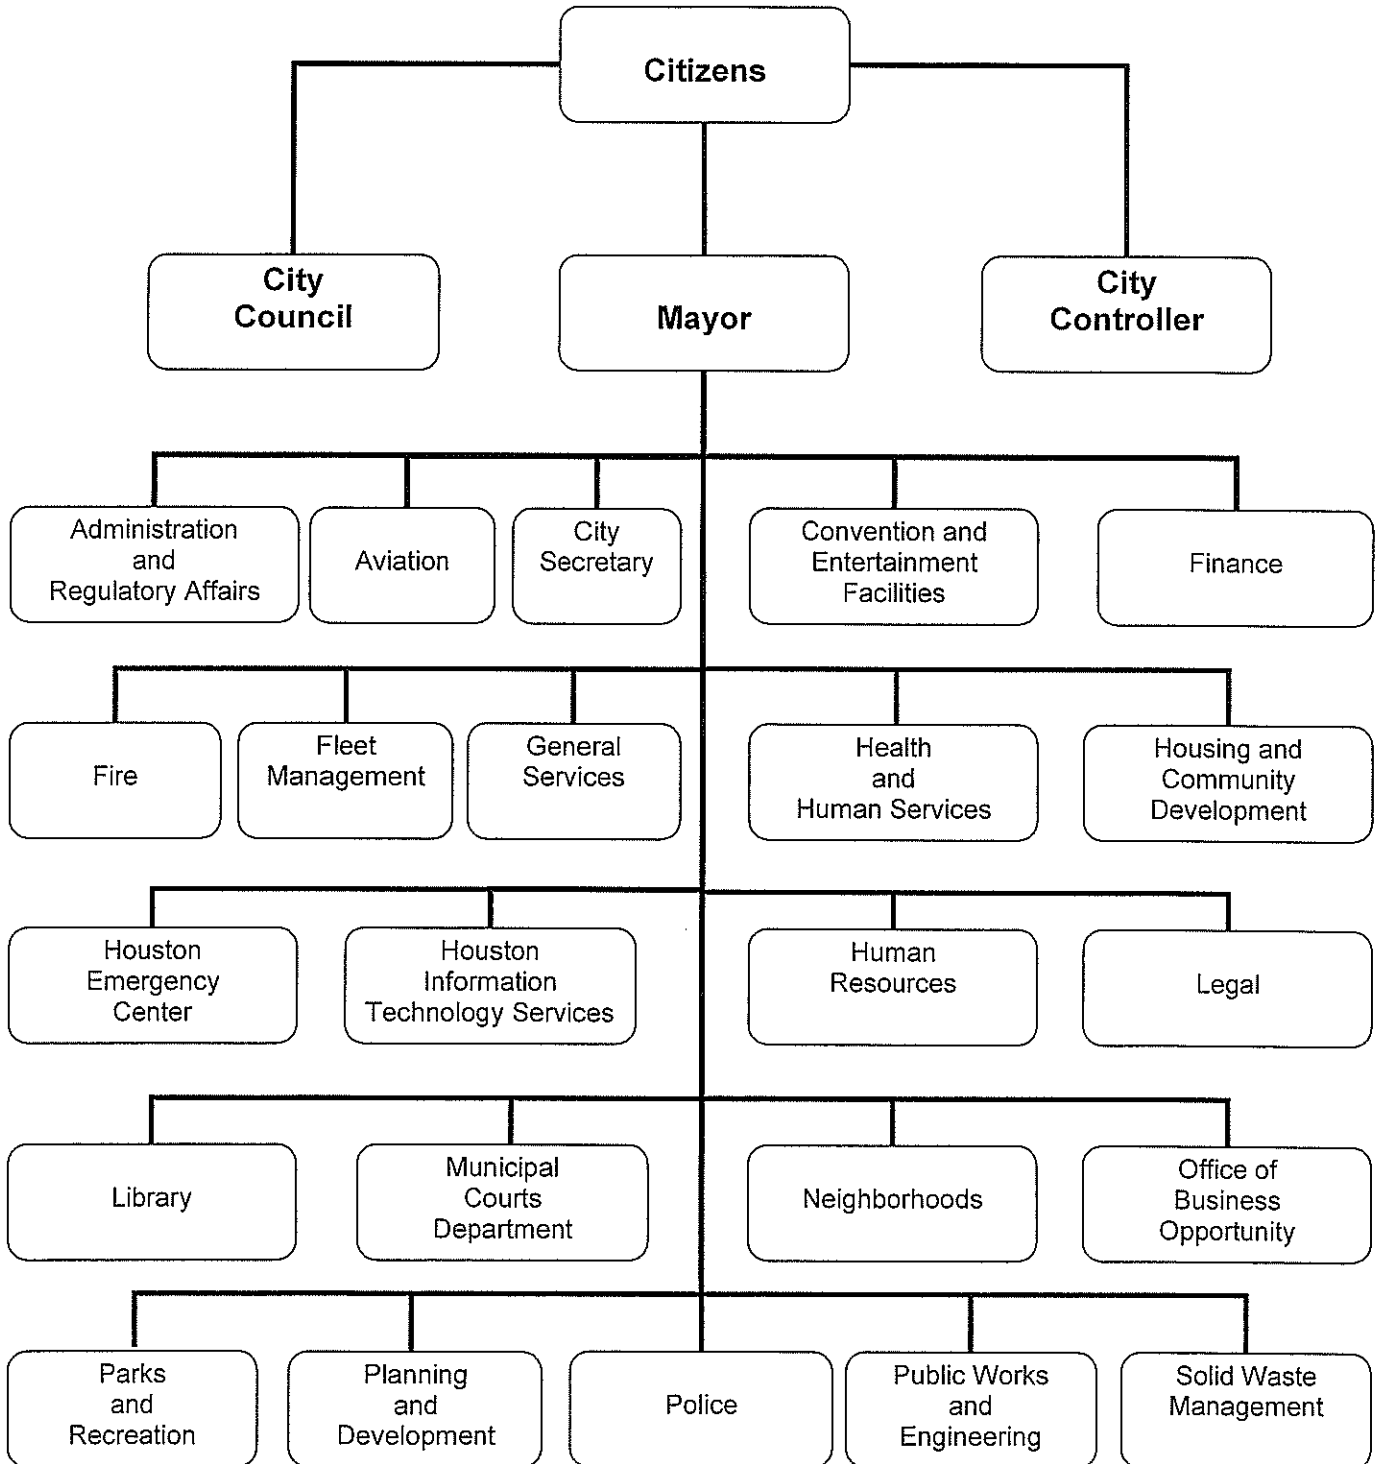 Citizens
City
Council
Mayor
City
Controller
Administration
and
Regulatory Affairs
Aviation
City
Secretary
Convention and
Entertainment
Facilities
Finance
Fire
Fleet
Management
General
Services
Health
and
Human Services
Housing and
Community
Development
Houston
Emergency
Center
Houston
Information
Technology Services
Human
Resources
Legal
Library
Municipal
Courts
Department
Neighborhoods
Office of
Business
Opportunity
Parks
and
Recreation
Planning
and
Development
Police
Public Works
and
Engineering
Solid Waste
Management